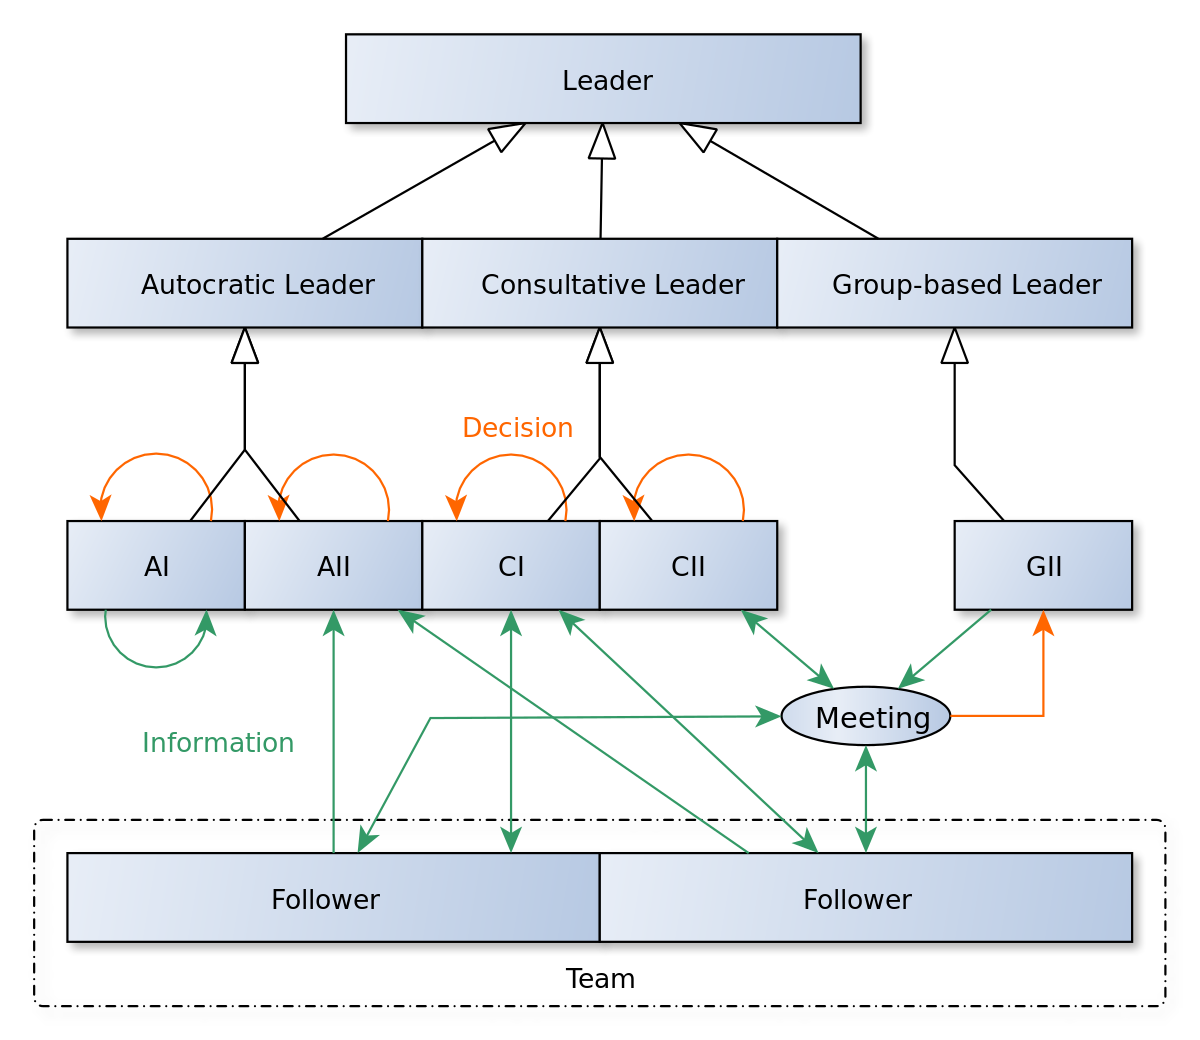 Leader
Autocratic Leader
Consultative Leader
Group-based Leader
Decision
AI
AII
CI
CII
GII
Meeting
Information
Follower
Follower
Team